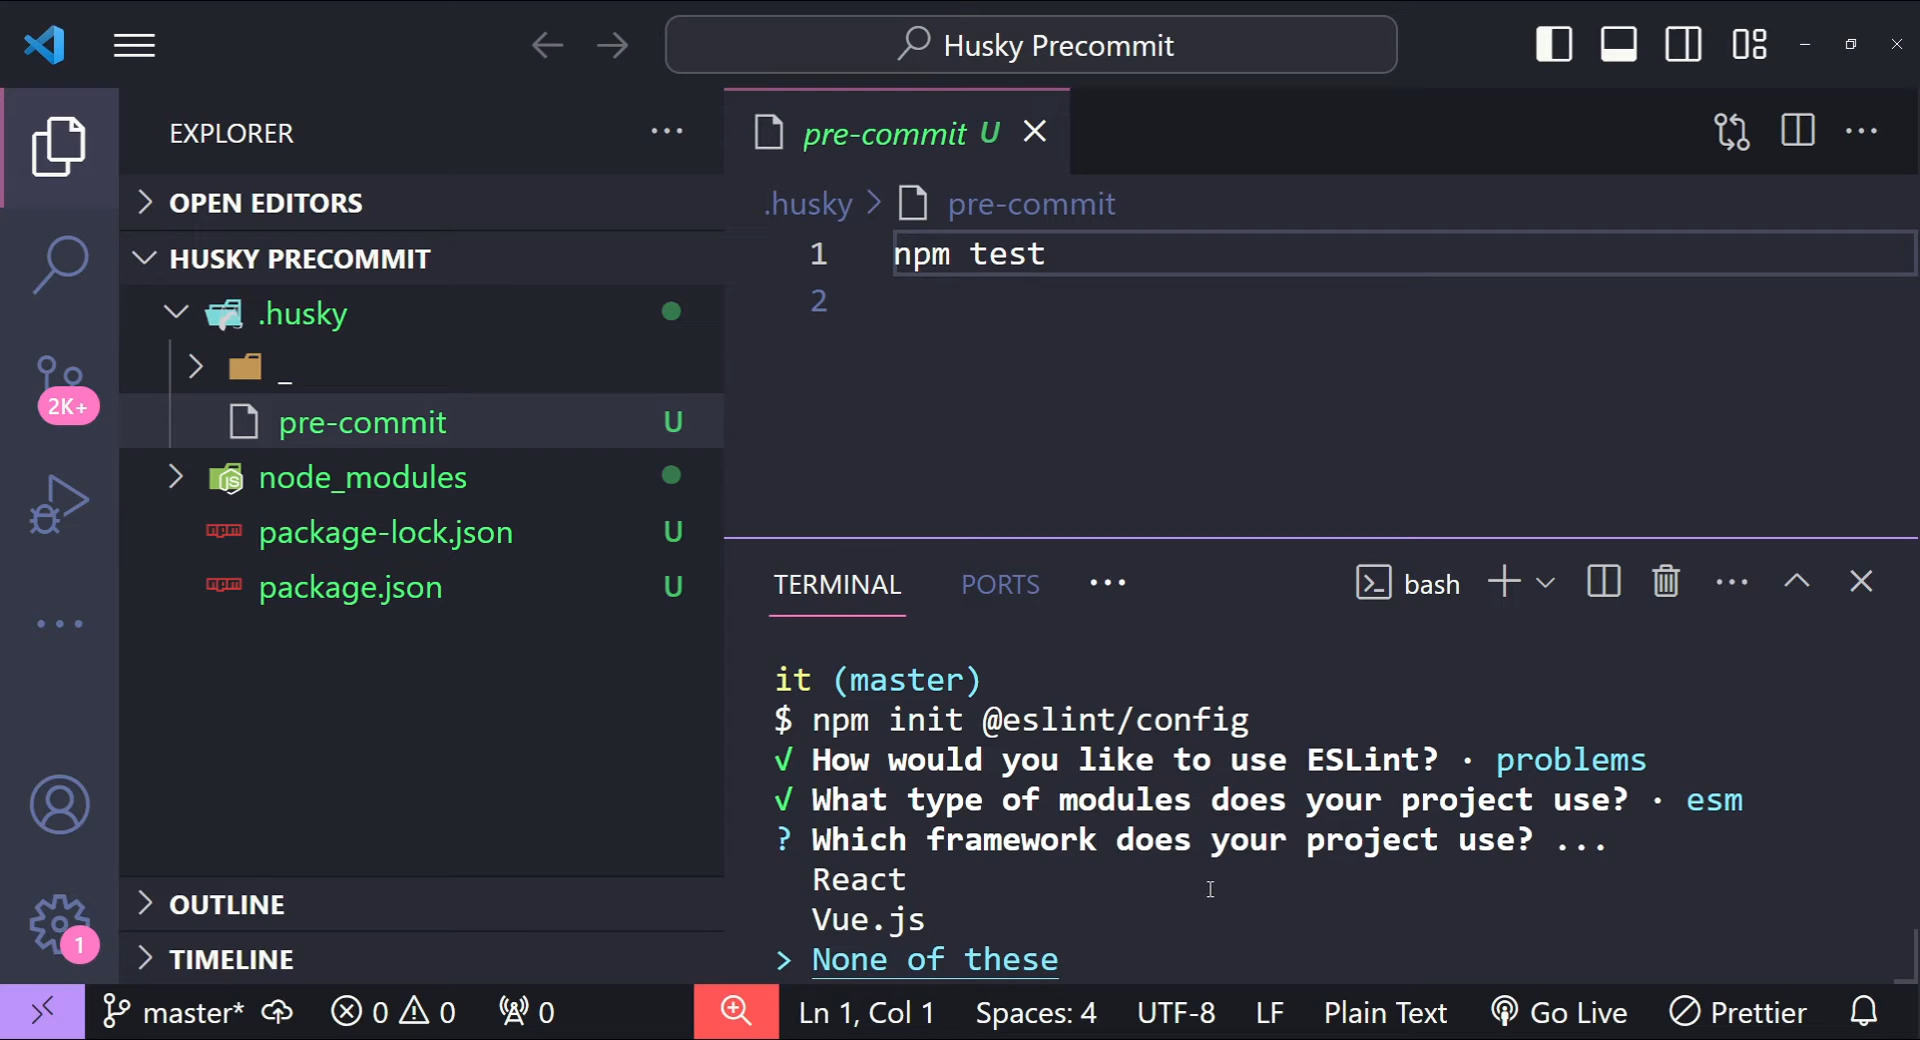 Husky Precommit
EXPLORER
OPEN EDITORS
HUSKY PRECOMMIT
.husky
_
pre-commit U
node_modules
package-lock.json U
package.json U
OUTLINE
TIMELINE
2K+
1
pre-commit U
.husky > pre-commit
1 npm test
2
TERMINAL PORTS
bash
it (master)
$ npm init @eslint/config
√ How would you like to use ESLint? · problems
√ What type of modules does your project use? · esm
? Which framework does your project use? ...
React
Vue.js
> None of these
master* 0 0 0 Ln 1, Col 1 Spaces: 4 UTF-8 LF Plain Text Go Live Prettier